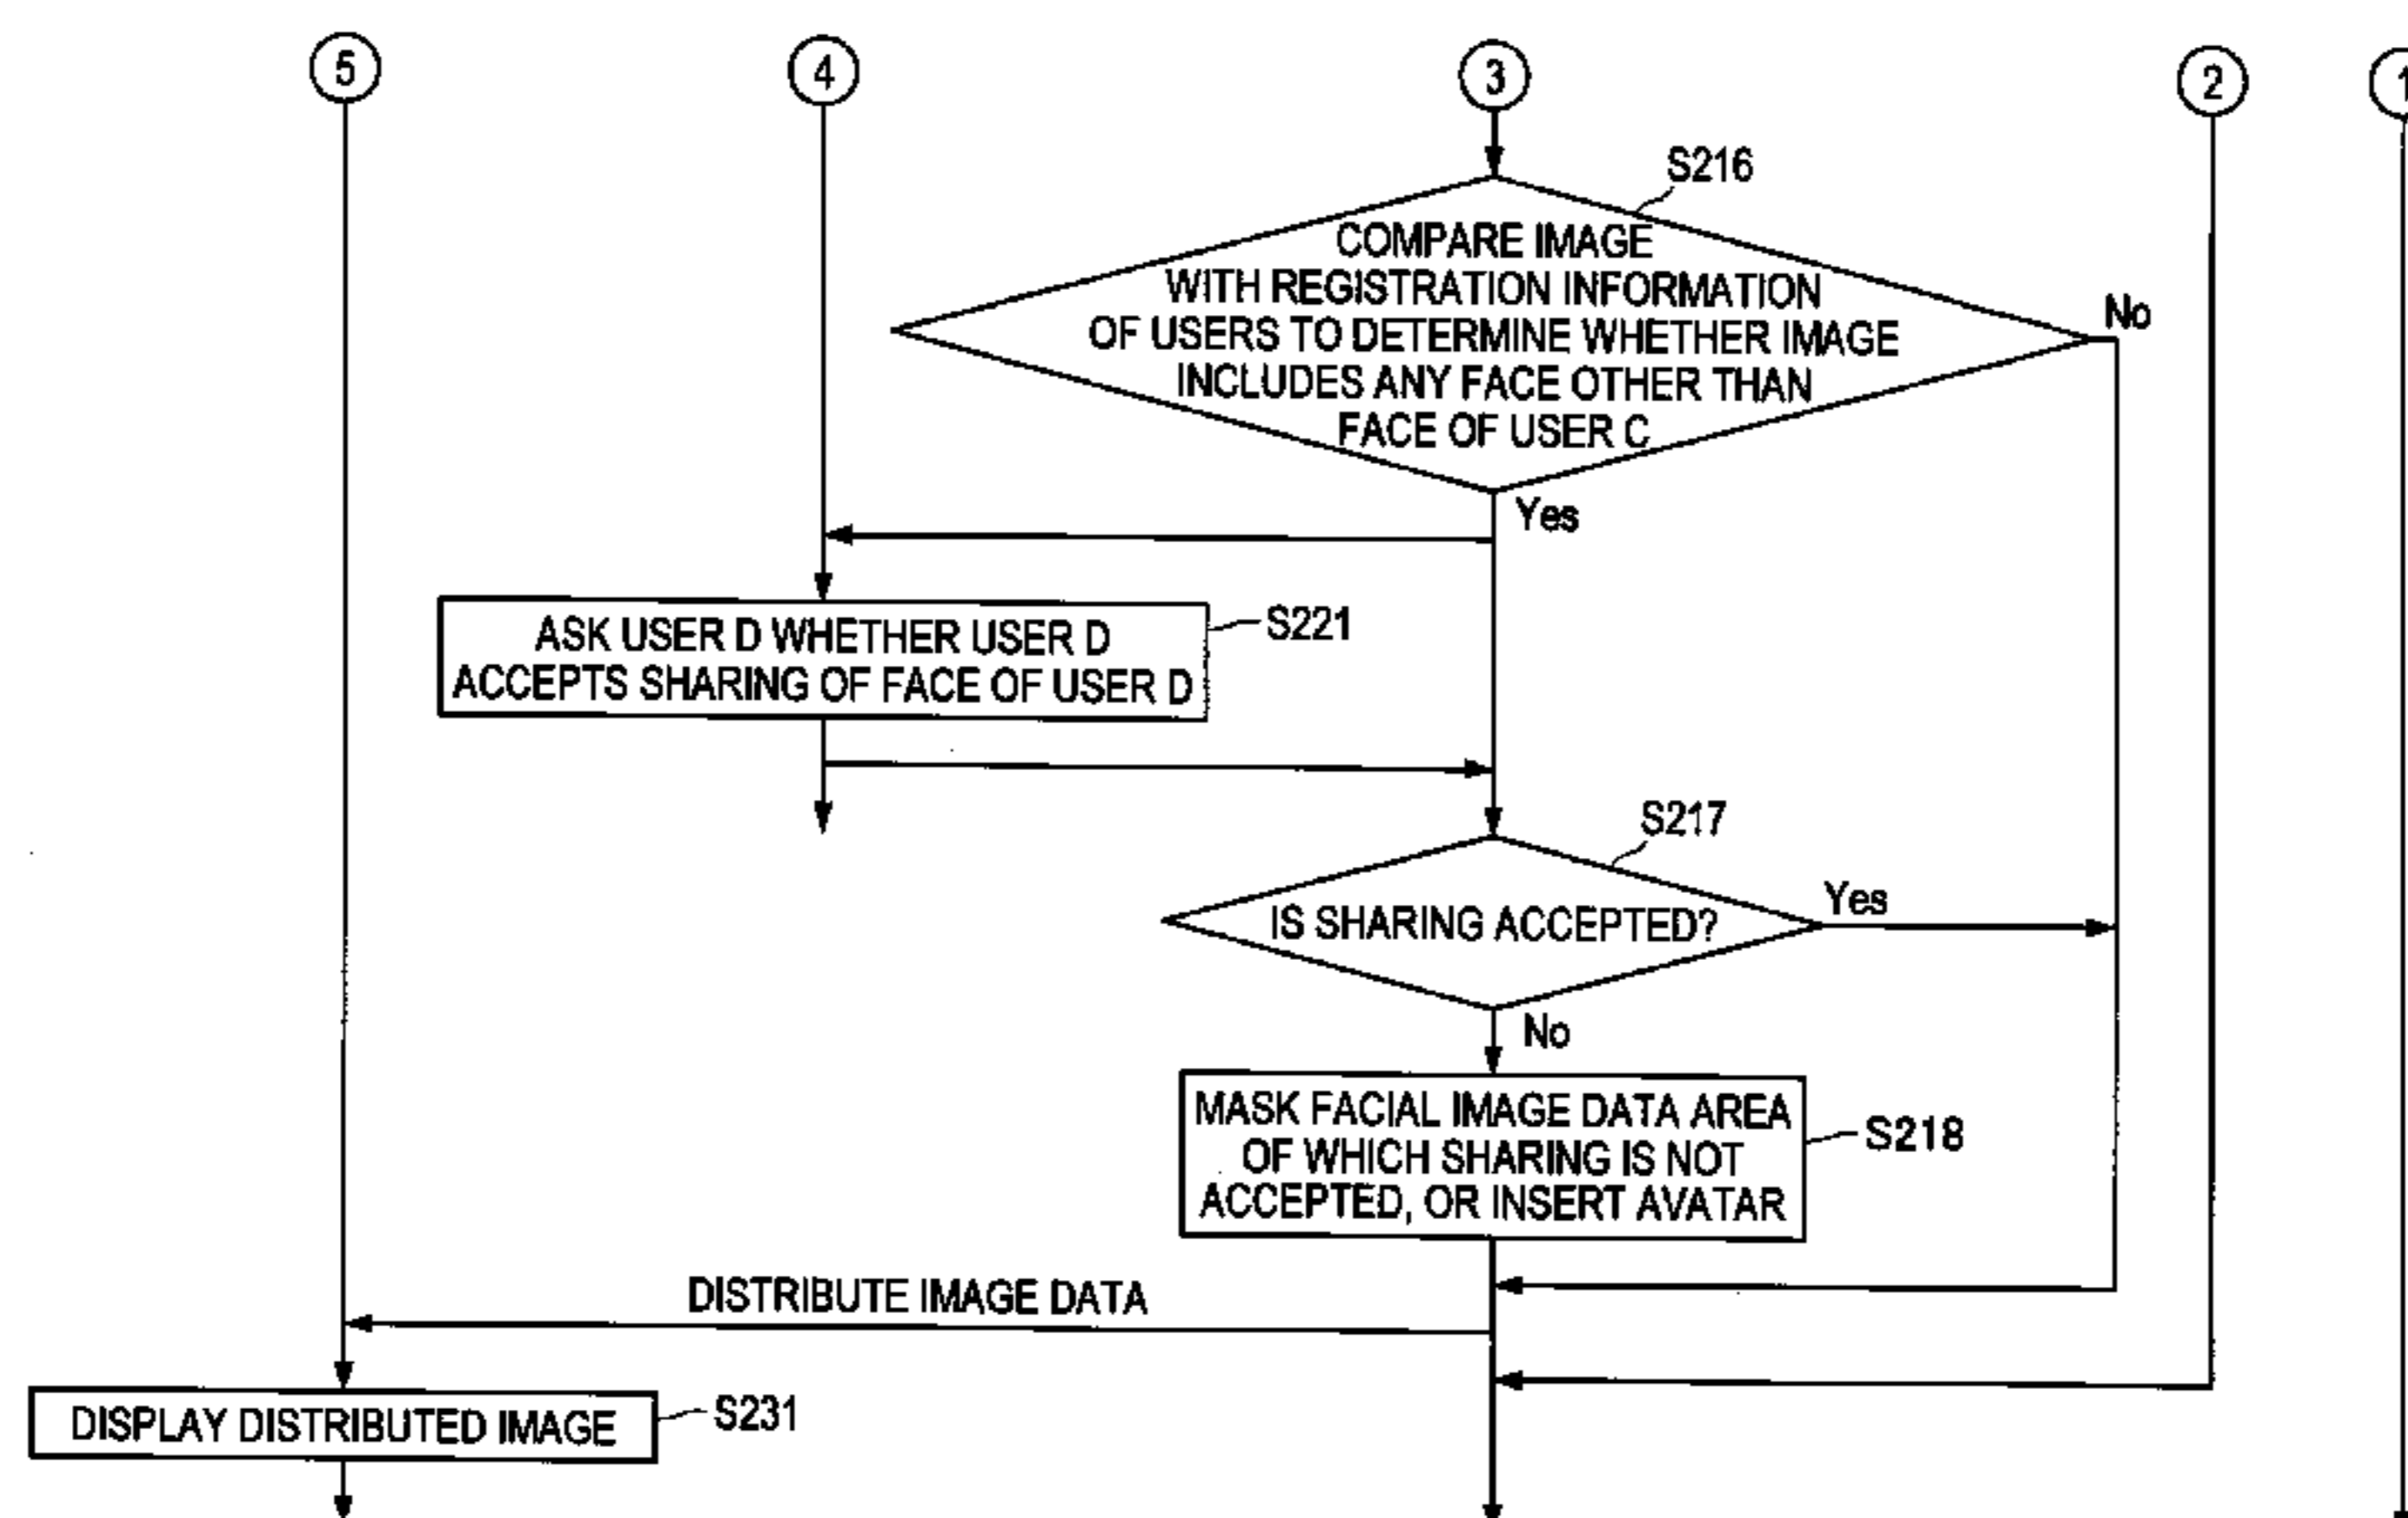 5
4
3
2
1
S216
COMPARE IMAGE
WITH REGISTRATION INFORMATION
OF USERS TO DETERMINE WHETHER IMAGE
INCLUDES ANY FACE OTHER THAN
FACE OF USER C
No
Yes
ASK USER D WHETHER USER D
ACCEPTS SHARING OF FACE OF USER D
S221
S217
IS SHARING ACCEPTED?
Yes
No
MASK FACIAL IMAGE DATA AREA
OF WHICH SHARING IS NOT
ACCEPTED, OR INSERT AVATAR
S218
DISTRIBUTE IMAGE DATA
DISPLAY DISTRIBUTED IMAGE
S231